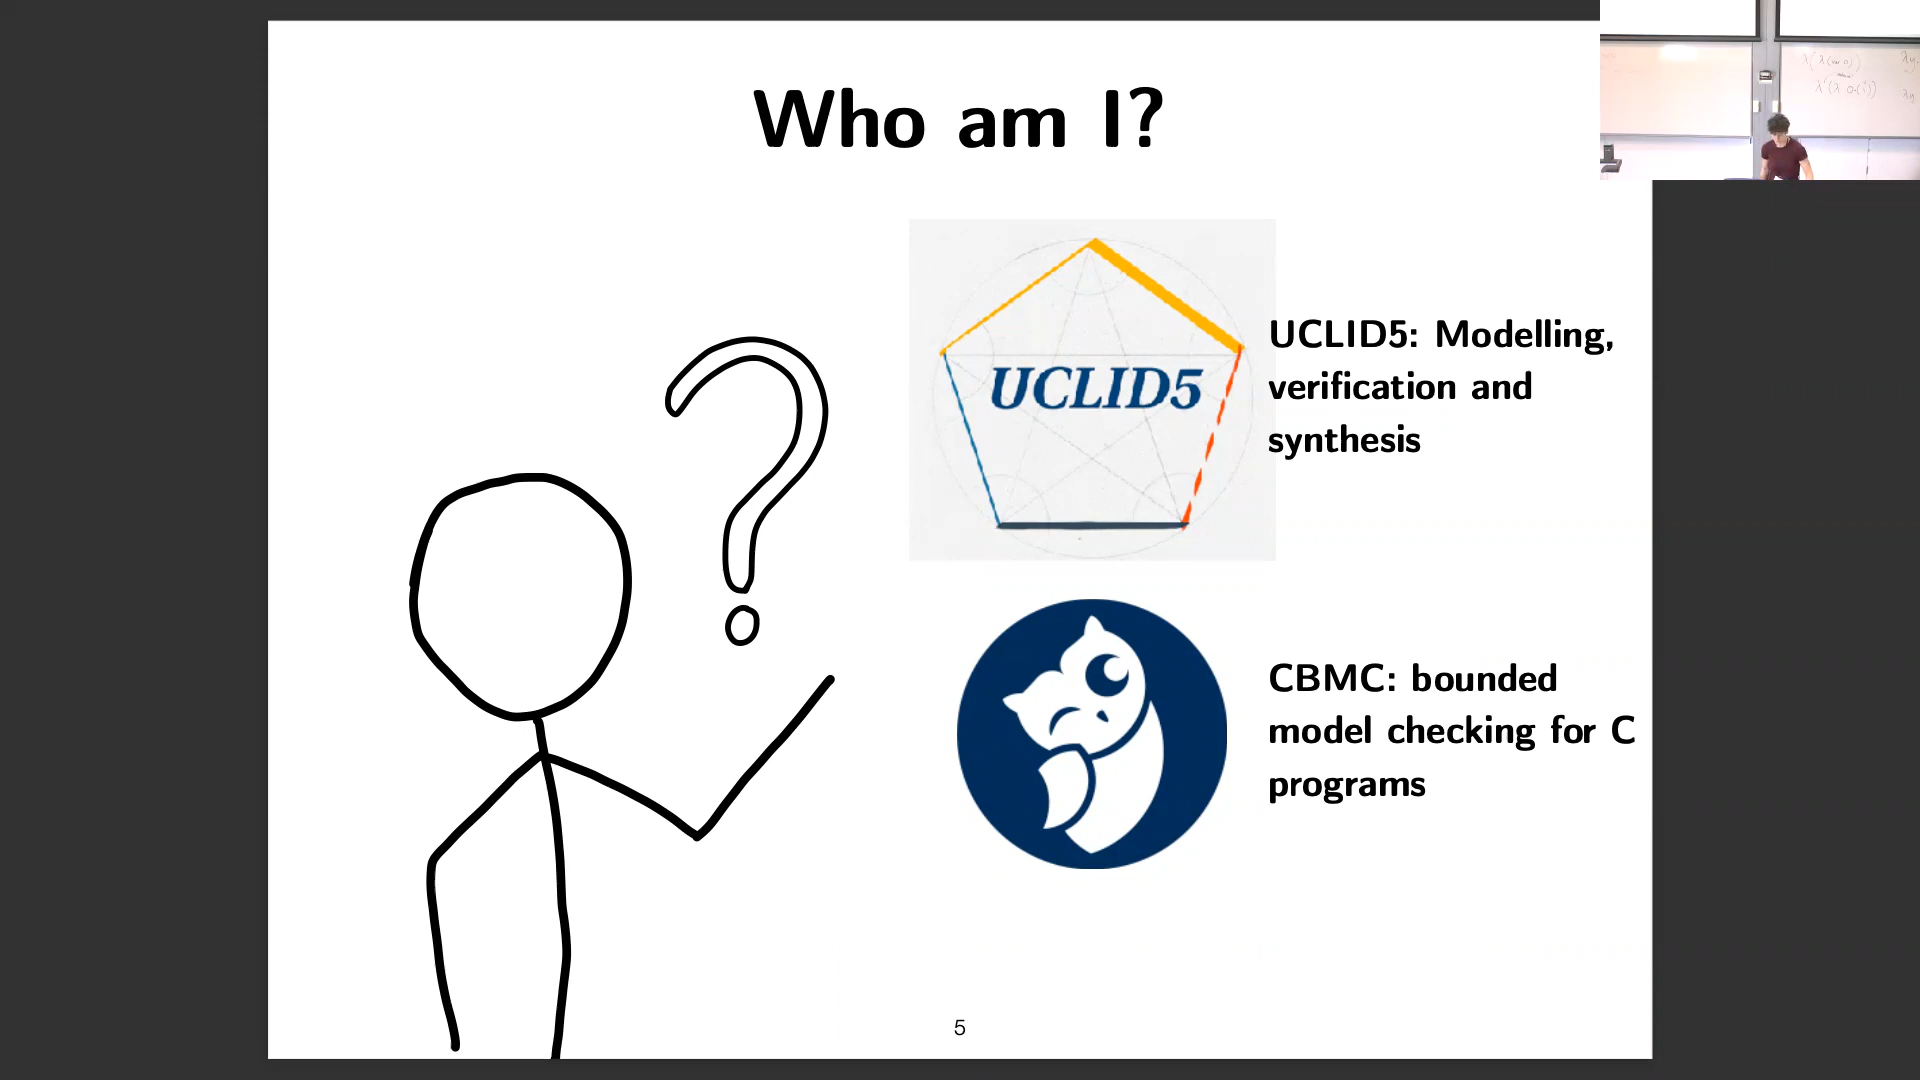 Who am I?
UCLID5
UCLID5: Modelling,
verification and
synthesis
CBMC: bounded
model checking for C
programs
5